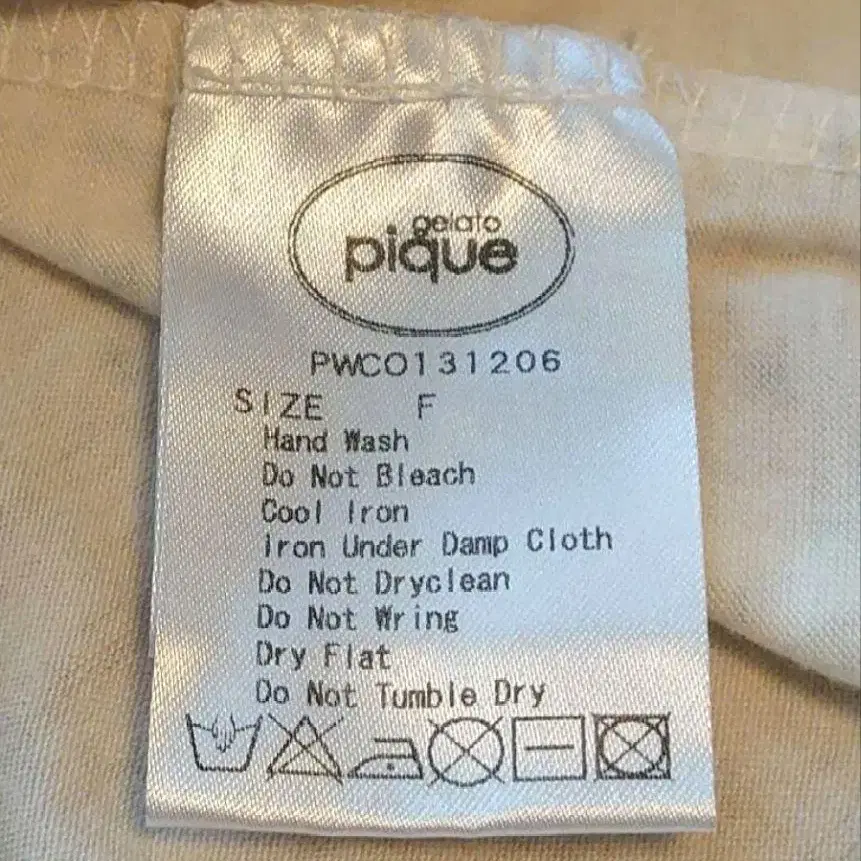 gelato
pique
PWCO131206
SIZE F
Hand Wash
Do Not Bleach
Cool Iron
Iron Under Damp Cloth
Do Not Dryclean
Do Not Wring
Dry Flat
Do Not Tumble Dry